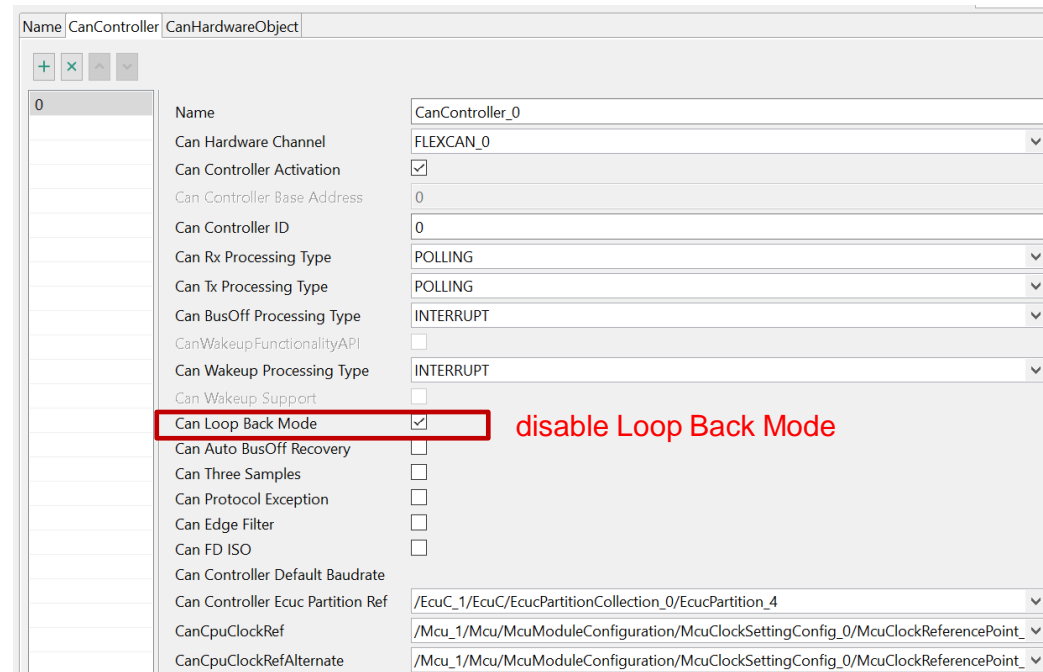 Name CanController CanHardwareObject
0
Name CanController_0
Can Hardware Channel FLEXCAN_0
Can Controller Activation
Can Controller Base Address 0
Can Controller ID 0
Can Rx Processing Type POLLING
Can Tx Processing Type POLLING
Can BusOff Processing Type INTERRUPT
CanWakeupFunctionalityAPI
Can Wakeup Processing Type INTERRUPT
Can Wakeup Support
Can Loop Back Mode disable Loop Back Mode
Can Auto BusOff Recovery
Can Three Samples
Can Protocol Exception
Can Edge Filter
Can FD ISO
Can Controller Default Baudrate
Can Controller Ecuc Partition Ref /EcuC_1/EcuC/EcucPartitionCollection_0/EcucPartition_4
CanCpuClockRef /Mcu_1/Mcu/McuModuleConfiguration/McuClockSettingConfig_0/McuClockReferencePoint_
CanCpuClockRefAlternate /Mcu_1/Mcu/McuModuleConfiguration/McuClockSettingConfig_0/McuClockReferencePoint_